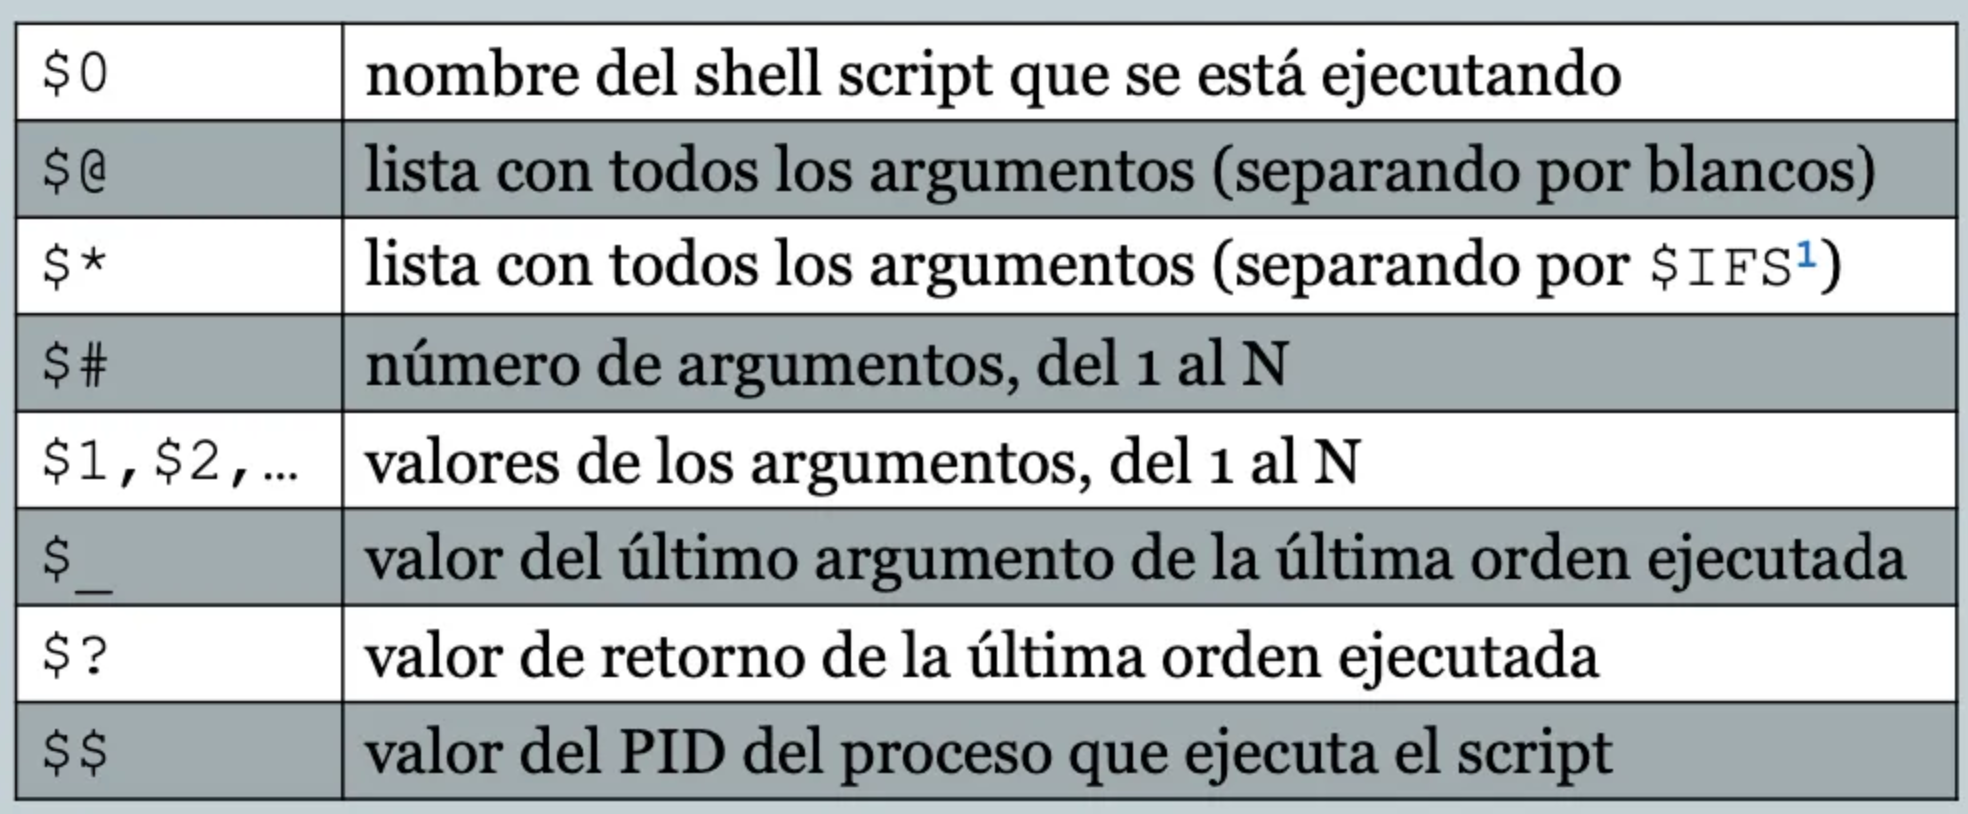 $0 nombre del shell script que se está ejecutando
$@ lista con todos los argumentos (separando por blancos)
$* lista con todos los argumentos (separando por $IFS¹)
$# número de argumentos, del 1 al N
$1,$2,… valores de los argumentos, del 1 al N
$_ valor del último argumento de la última orden ejecutada
$? valor de retorno de la última orden ejecutada
$$ valor del PID del proceso que ejecuta el script